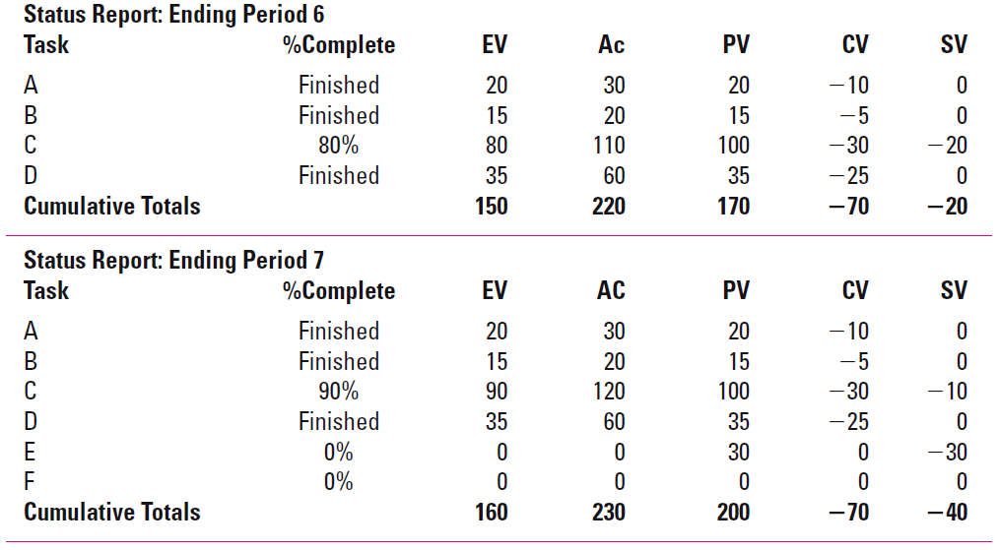 Status Report: Ending Period 6
Task %Complete EV Ac PV CV SV
A Finished 20 30 20 −10 0
B Finished 15 20 15 −5 0
C 80% 80 110 100 −30 −20
D Finished 35 60 35 −25 0
Cumulative Totals 150 220 170 −70 −20
Status Report: Ending Period 7
Task %Complete EV AC PV CV SV
A Finished 20 30 20 −10 0
B Finished 15 20 15 −5 0
C 90% 90 120 100 −30 −10
D Finished 35 60 35 −25 0
E 0% 0 0 30 0 −30
F 0% 0 0 0 0 0
Cumulative Totals 160 230 200 −70 −40